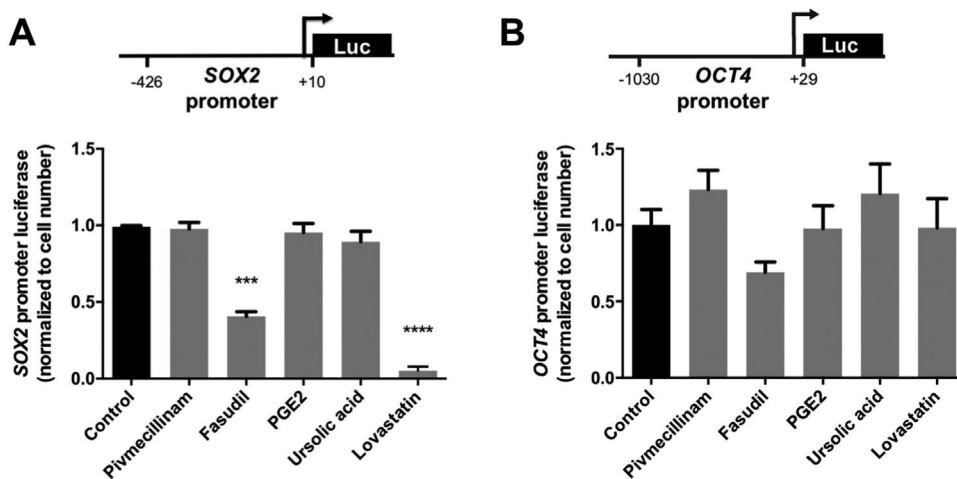 A
Luc
-426
SOX2
+10
promoter
SOX2 promoter luciferase
(normalized to cell number)
1.5
1.0
0.5
0.0
***
****
Control
Pivmecillinam
Fasudil
PGE2
Ursolic acid
Lovastatin
B
Luc
-1030
OCT4
+29
promoter
OCT4 promoter luciferase
(normalized to cell number)
1.5
1.0
0.5
0.0
Control
Pivmecillinam
Fasudil
PGE2
Ursolic acid
Lovastatin